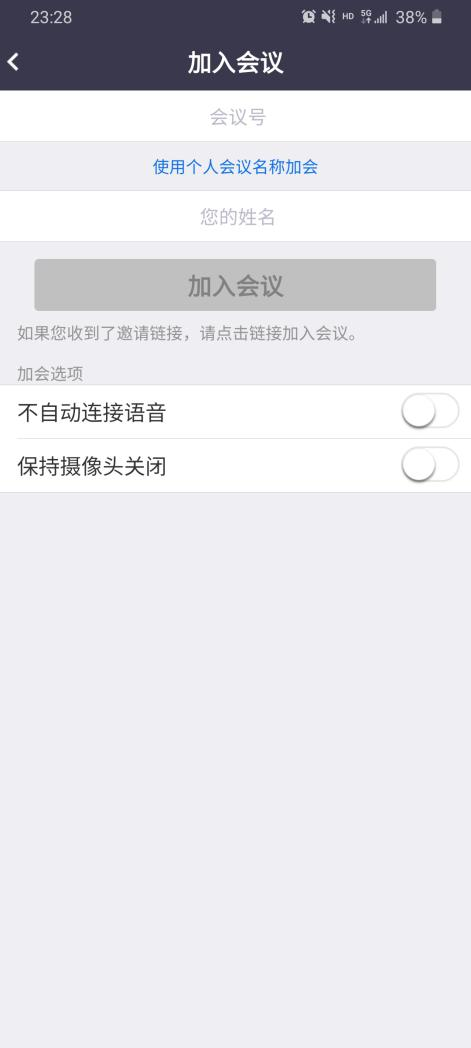 23:28
HD 5G 38%
加入会议
会议号
使用个人会议名称加会
您的姓名
加入会议
如果您收到了邀请链接，请点击链接加入会议。
加会选项
不自动连接语音
保持摄像头关闭